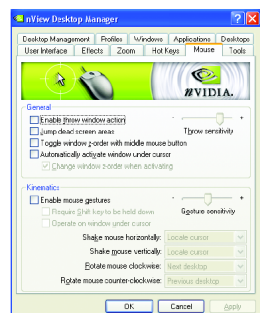 nView Desktop Manager
Desktop Management Profiles Windows Applications Desktops
User Interface Effects Zoom Hot Keys Mouse Tools
NVIDIA.
General
Enable throw window action
- +
Jump dead screen areas
Throw sensitivity
Toggle window z-order with middle mouse button
Automatically activate window under cursor
Change window z-order when activating
Kinematics
Enable mouse gestures
- +
Require Shift key to be held down
Gesture sensitivity
Operate on window under cursor
Shake mouse horizontally: Locate cursor
Shake mouse vertically: Locate cursor
Rotate mouse clockwise: Next desktop
Rotate mouse counter-clockwise: Previous desktop
OK Cancel Apply